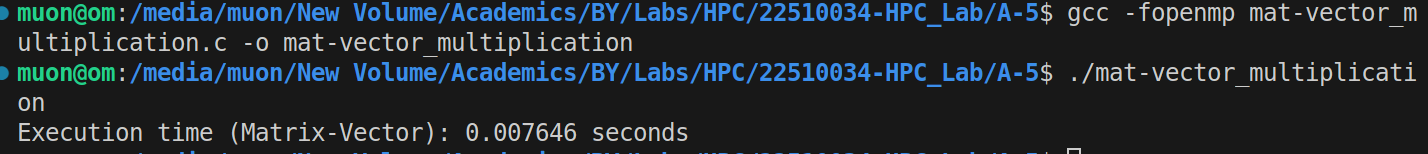 muon@om:/media/muon/New Volume/Academics/BY/Labs/HPC/22510034-HPC_Lab/A-5$ gcc -fopenmp mat-vector_m
ultiplication.c -o mat-vector_multiplication
muon@om:/media/muon/New Volume/Academics/BY/Labs/HPC/22510034-HPC_Lab/A-5$ ./mat-vector_multiplicati
on
Execution time (Matrix-Vector): 0.007646 seconds